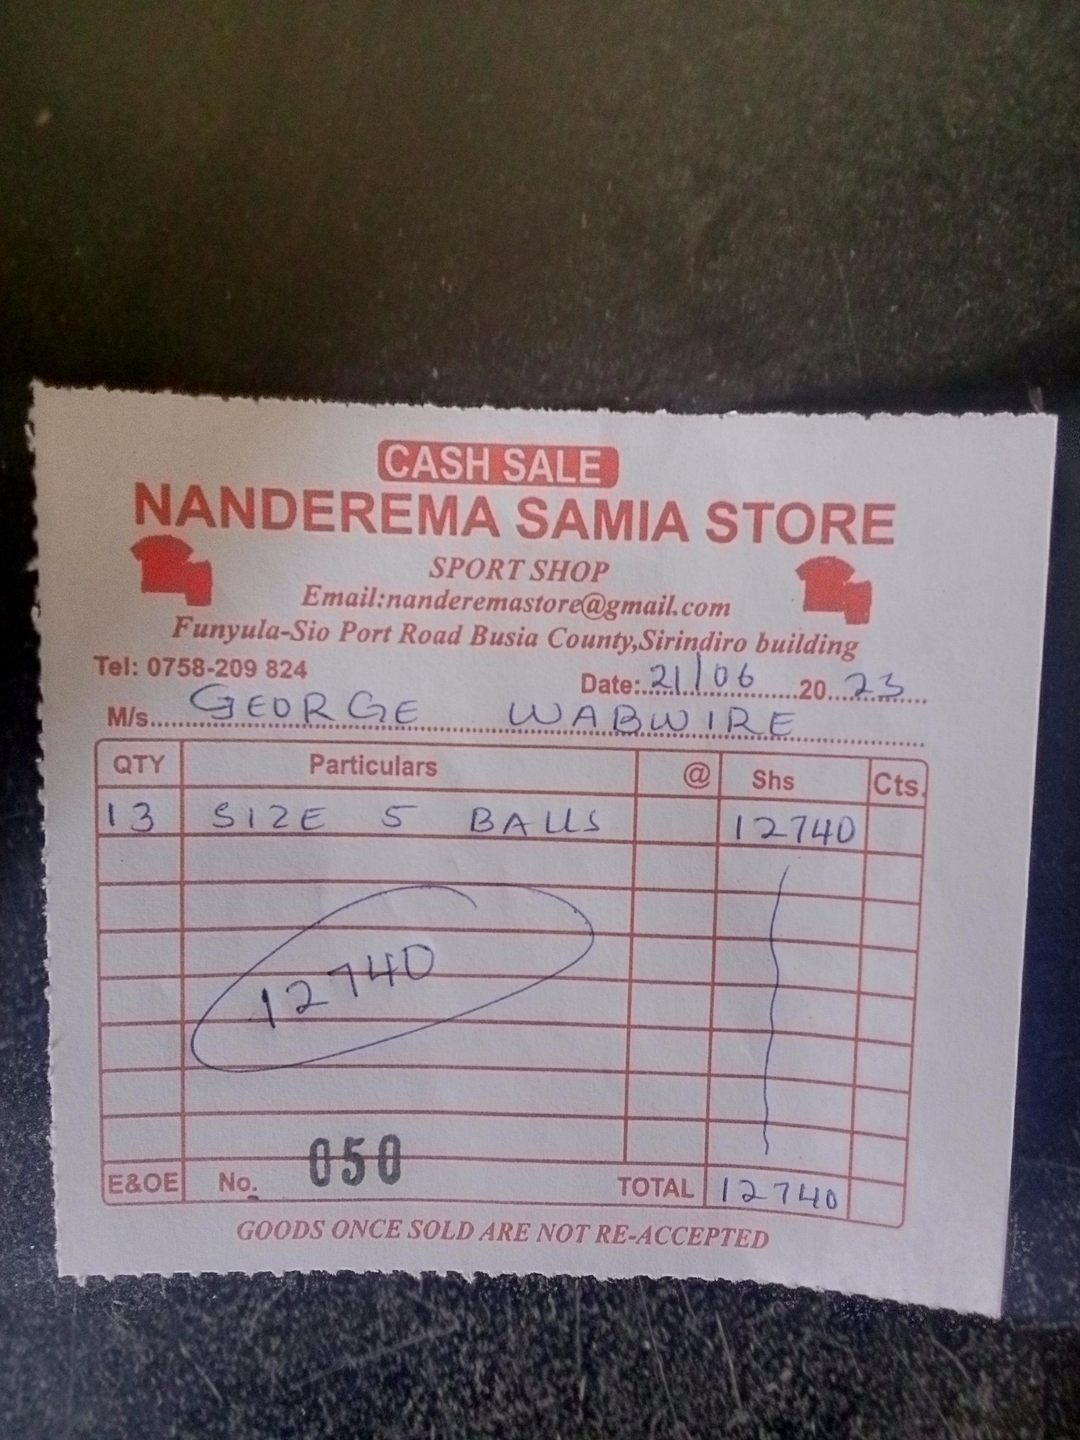 CASH SALE
NANDEREMA SAMIA STORE
SPORT SHOP
Email:nanderemastore@gmail.com
Funyula-Sio Port Road Busia County,Sirindiro building
Tel: 0758-209 824
Date: 21/06 2023
M/s. GEORGE WABWIRE
QTY Particulars @ Shs Cts.
13 SIZE 5 BALLS 12740
12740
E&OE No. 050 TOTAL 12740
GOODS ONCE SOLD ARE NOT RE-ACCEPTED